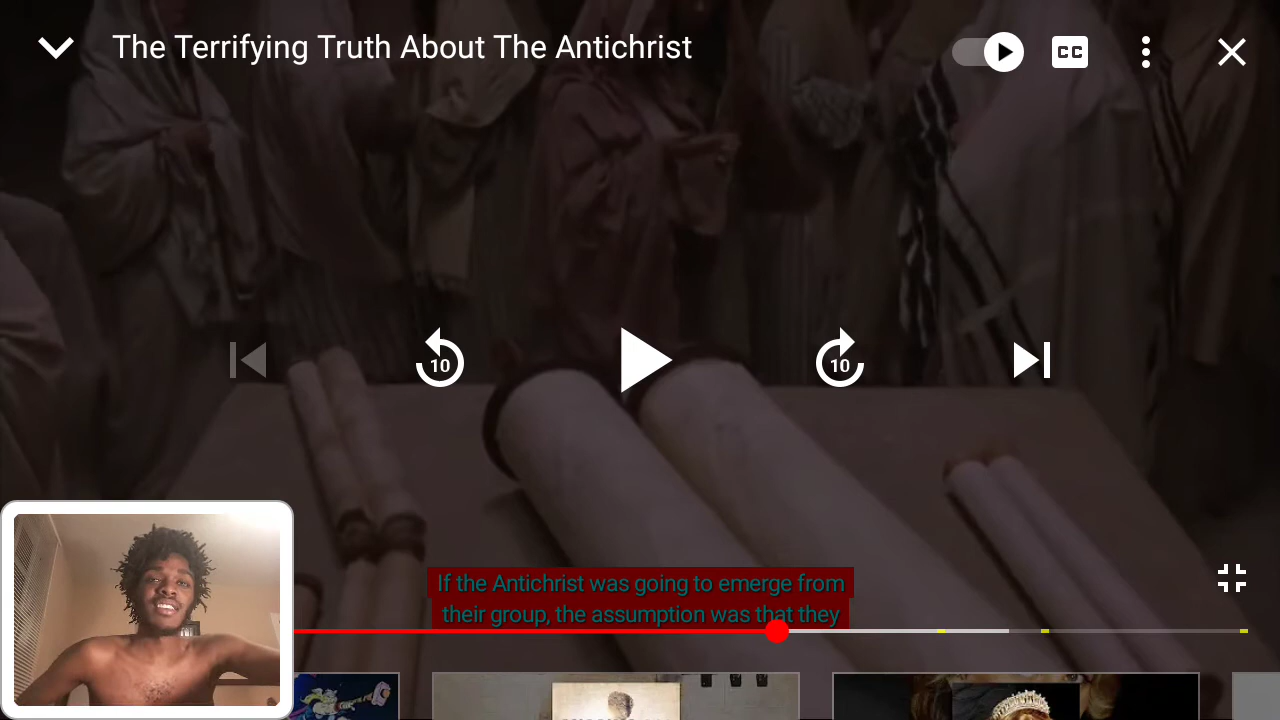 The Terrifying Truth About The Antichrist
CC
10
10
If the Antichrist was going to emerge from
their group, the assumption was that they